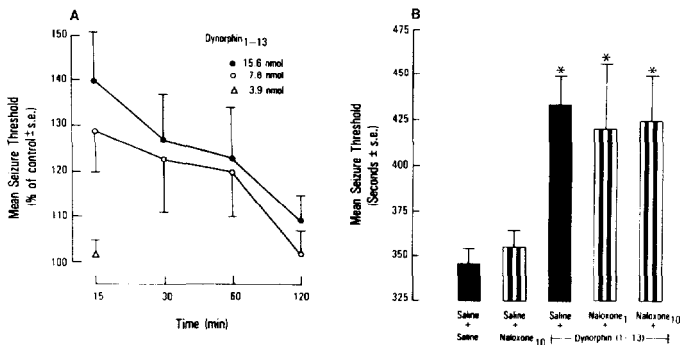 A
Dynorphin1–13
● 15.6 nmol
○ 7.8 nmol
△ 3.9 nmol
Mean Seizure Threshold
(% of control ± s.e.)
150
140
130
120
110
100
15
30
60
120
Time (min)
B
Mean Seizure Threshold
(Seconds ± s.e.)
475
450
425
400
375
350
325
*
*
*
Saline
+
Saline
Saline
+
Naloxone10
Saline
+
Naloxone1
+
Naloxone10
+
Dynorphin (1-13)